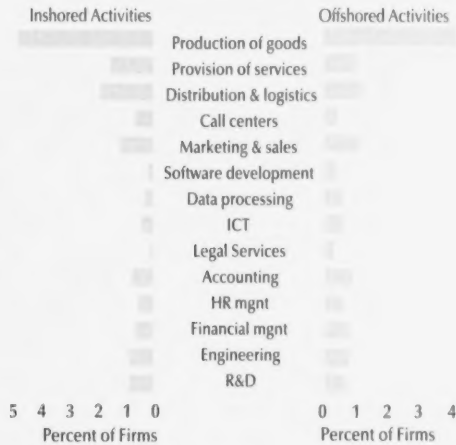 Inshored Activities
Offshored Activities
Production of goods
Provision of services
Distribution & logistics
Call centers
Marketing & sales
Software development
Data processing
ICT
Legal Services
Accounting
HR mgnt
Financial mgnt
Engineering
R&D
5 4 3 2 1 0
0 1 2 3 4
Percent of Firms
Percent of Firms